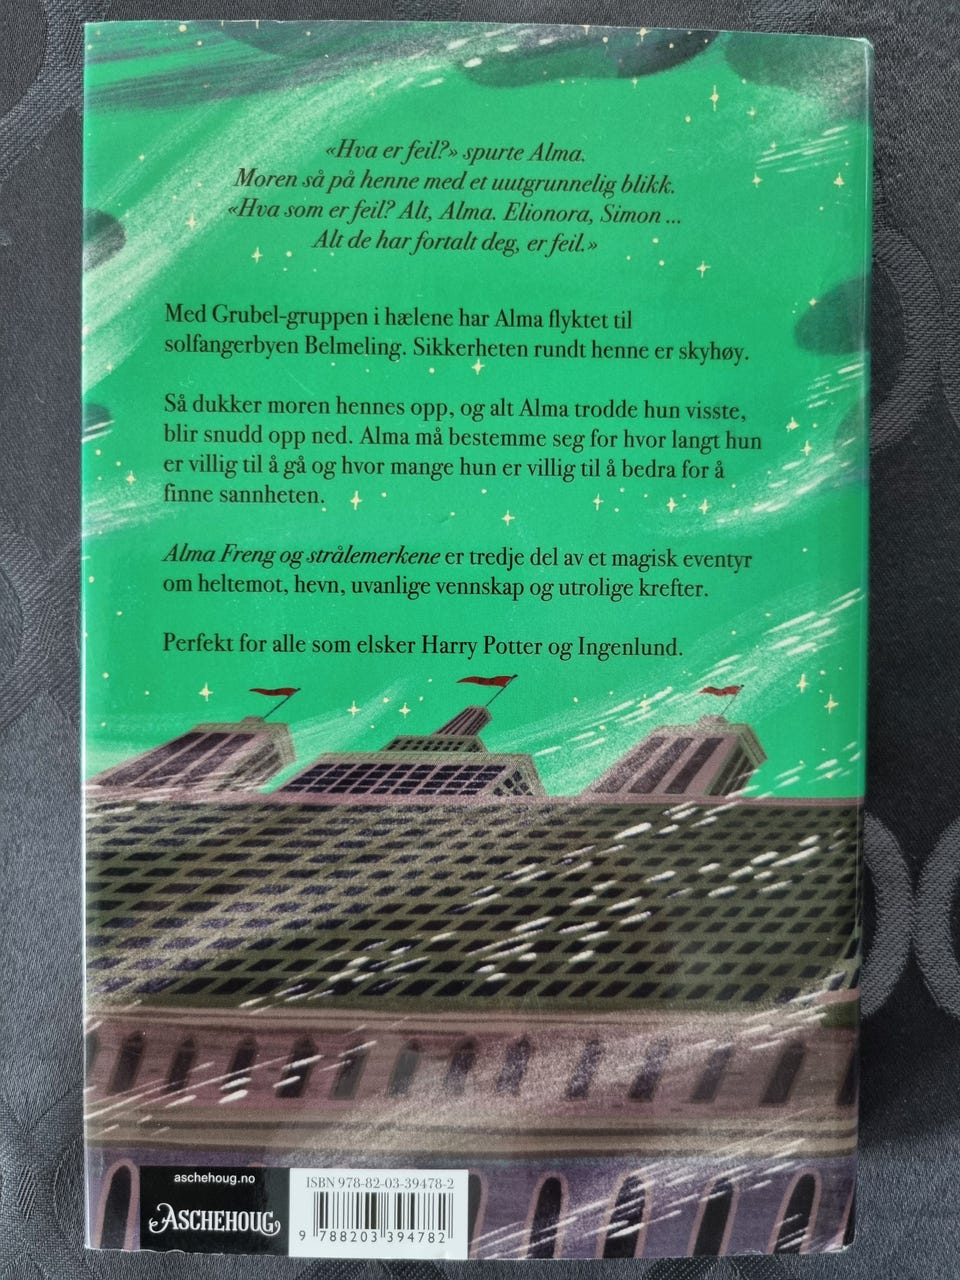 «Hva er feil?» spurte Alma.
Moren så på henne med et uutgrunnelig blikk.
«Hva som er feil? Alt, Alma. Elionora, Simon ...
Alt de har fortalt deg, er feil.»
Med Grubel-gruppen i hælene har Alma flyktet til
solfangerbyen Belmeling. Sikkerheten rundt henne er skyhøy.
Så dukker moren hennes opp, og alt Alma trodde hun visste,
blir snudd opp ned. Alma må bestemme seg for hvor langt hun
er villig til å gå og hvor mange hun er villig til å bedra for å
finne sannheten.
Alma Freng og strålemerkene er tredje del av et magisk eventyr
om heltemot, hevn, uvanlige vennskap og utrolige krefter.
Perfekt for alle som elsker Harry Potter og Ingenlund.
aschehoug.no
ASCHEHOUG
ISBN 978-82-03-39478-2
9 788203 394782